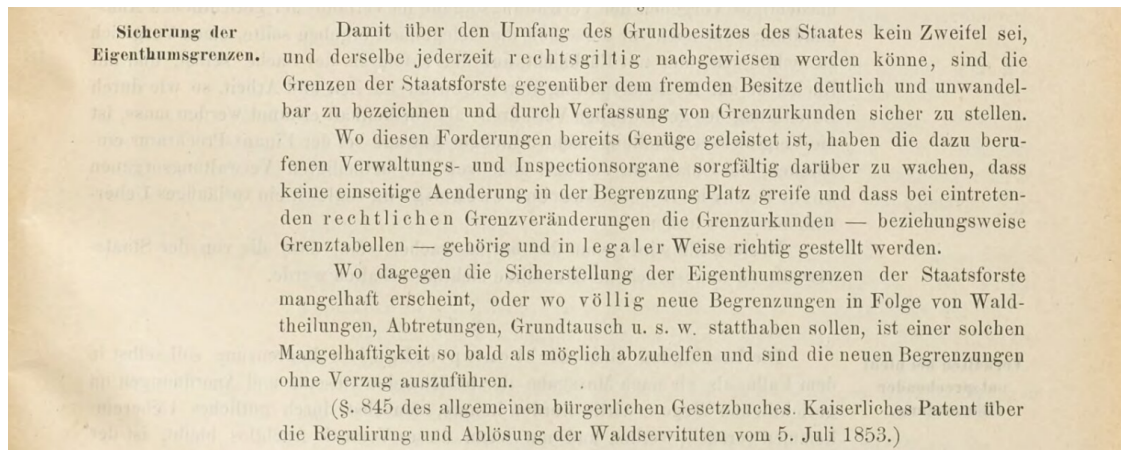 Sicherung der
Eigenthumsgrenzen.
Damit über den Umfang des Grundbesitzes des Staates kein Zweifel sei,
und derselbe jederzeit rechtsgiltig nachgewiesen werden könne, sind die
Grenzen der Staatsforste gegenüber dem fremden Besitze deutlich und unwandel-
bar zu bezeichnen und durch Verfassung von Grenzurkunden sicher zu stellen.
Wo diesen Forderungen bereits Genüge geleistet ist, haben die dazu beru-
fenen Verwaltungs- und Inspectionsorgane sorgfältig darüber zu wachen, dass
keine einseitige Aenderung in der Begrenzung Platz greife und dass bei eintreten-
den rechtlichen Grenzveränderungen die Grenzurkunden — beziehungsweise
Grenztabellen — gehörig und in legaler Weise richtig gestellt werden.
Wo dagegen die Sicherstellung der Eigenthumsgrenzen der Staatsforste
mangelhaft erscheint, oder wo völlig neue Begrenzungen in Folge von Wald-
theilungen, Abtretungen, Grundtausch u. s. w. statthaben sollen, ist einer solchen
Mangelhaftigkeit so bald als möglich abzuhelfen und sind die neuen Begrenzungen
ohne Verzug auszuführen.
(§. 845 des allgemeinen bürgerlichen Gesetzbuches. Kaiserliches Patent über
die Regulirung und Ablösung der Waldservituten vom 5. Juli 1853.)